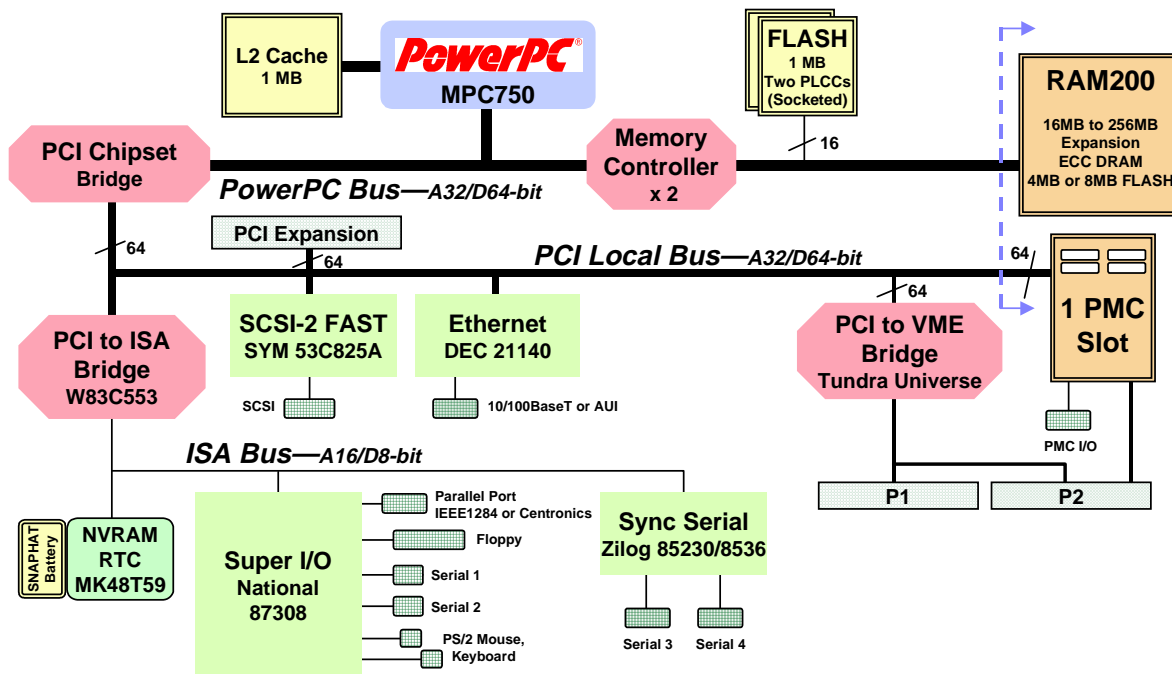 L2 Cache
1 MB
PowerPC®
MPC750
FLASH
1 MB
Two PLCCs
(Socketed)
16
RAM200
16MB to 256MB
Expansion
ECC DRAM
4MB or 8MB FLASH
PCI Chipset
Bridge
Memory
Controller
x 2
PowerPC Bus—A32/D64-bit
64
PCI Expansion
64
PCI Local Bus—A32/D64-bit
64
64
1 PMC
Slot
PMC I/O
PCI to ISA
Bridge
W83C553
SCSI-2 FAST
SYM 53C825A
SCSI
Ethernet
DEC 21140
10/100BaseT or AUI
PCI to VME
Bridge
Tundra Universe
P1
P2
ISA Bus—A16/D8-bit
SNAPHAT
Battery
NVRAM
RTC
MK48T59
Super I/O
National
87308
Parallel Port
IEEE1284 or Centronics
Floppy
Serial 1
Serial 2
PS/2 Mouse,
Keyboard
Sync Serial
Zilog 85230/8536
Serial 3
Serial 4